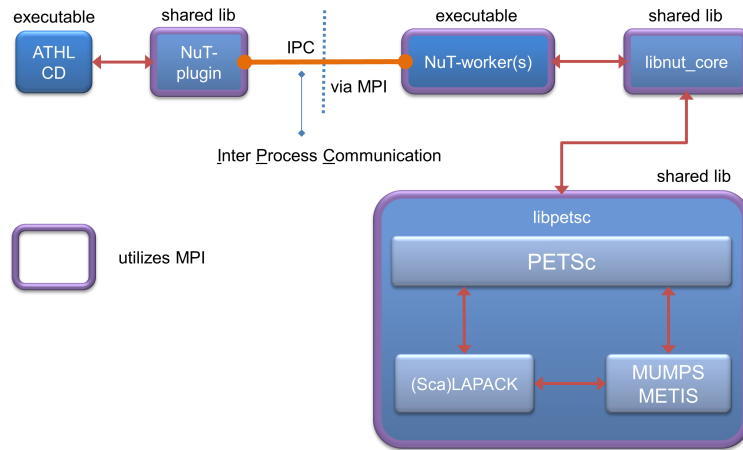 executable
shared lib
executable
shared lib
ATHL
CD
NuT-
plugin
IPC
via MPI
NuT-worker(s)
libnut_core
Inter Process Communication
shared lib
utilizes MPI
libpetsc
PETSc
(Sca)LAPACK
MUMPS
METIS